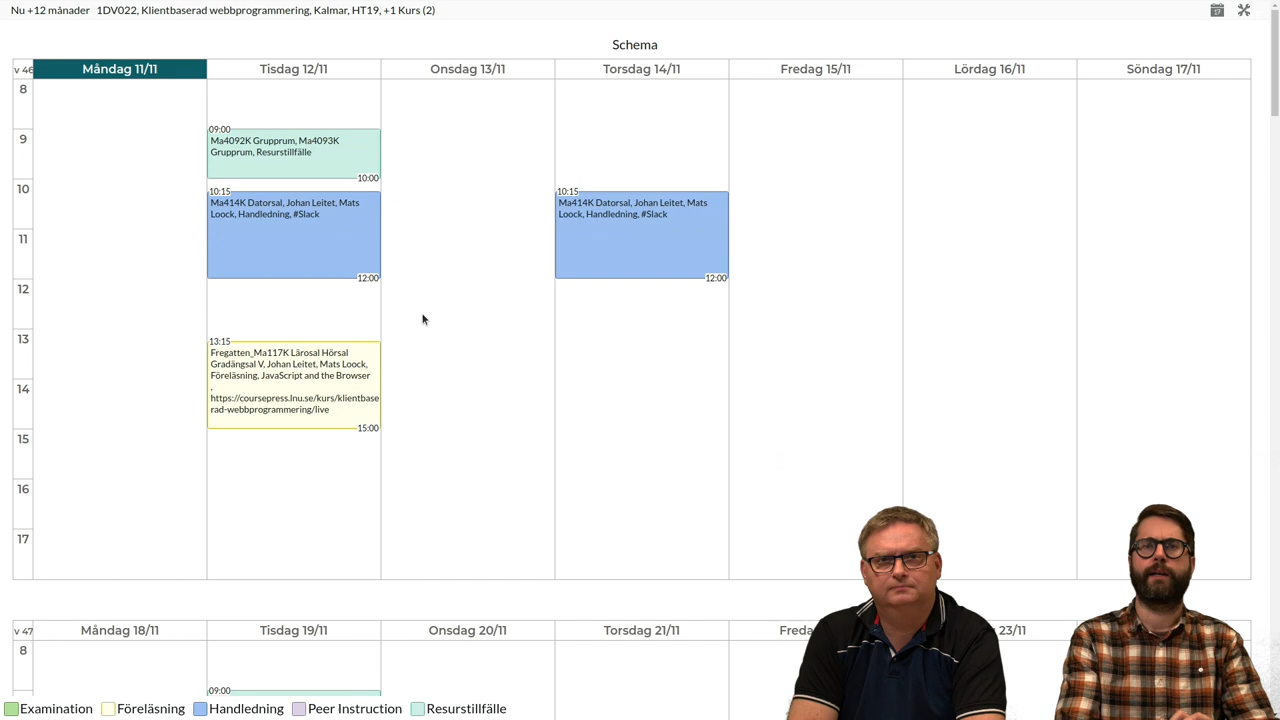 Nu +12 månader 1DV022, Klientbaserad webbprogrammering, Kalmar, HT19, +1 Kurs (2)
17
Schema
v 46 Måndag 11/11 Tisdag 12/11 Onsdag 13/11 Torsdag 14/11 Fredag 15/11 Lördag 16/11 Söndag 17/11
8
9
10
11
12
13
14
15
16
17
09:00
Ma4092K Grupprum, Ma4093K
Grupprum, Resurstillfälle
10:00
10:15
Ma414K Datorsal, Johan Leitet, Mats
Loock, Handledning, #Slack
12:00
13:15
Fregatten_Ma117K Lärosal Hörsal
Gradängsal V, Johan Leitet, Mats Loock,
Föreläsning, JavaScript and the Browser
,
https://coursepress.lnu.se/kurs/klientbase
rad-webbprogrammering/live
15:00
10:15
Ma414K Datorsal, Johan Leitet, Mats
Loock, Handledning, #Slack
12:00
v 47 Måndag 18/11 Tisdag 19/11 Onsdag 20/11 Torsdag 21/11 Freda 23/11
8
09:00
Examination Föreläsning Handledning Peer Instruction Resurstillfälle